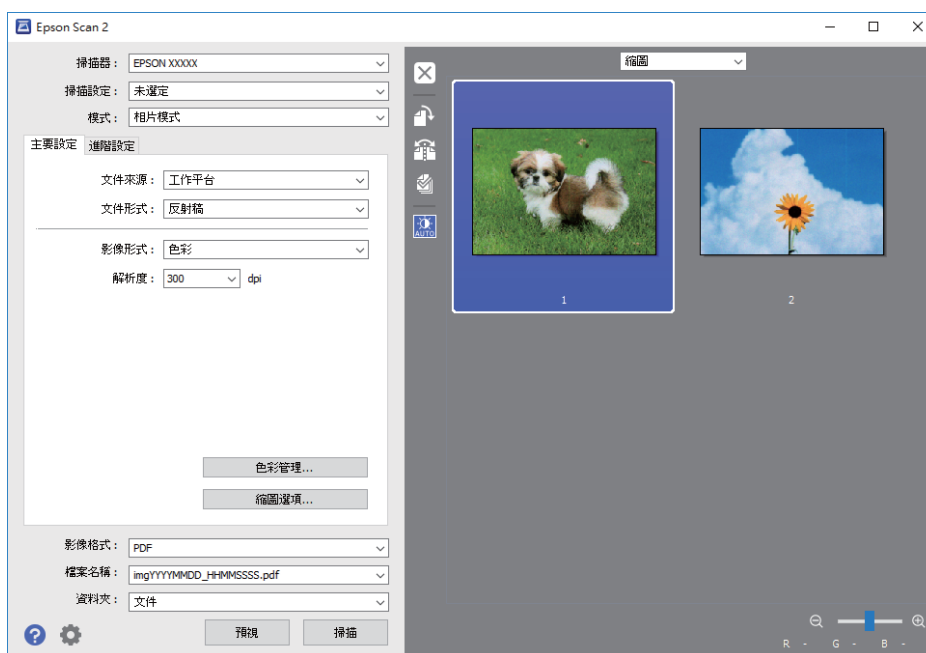 Epson Scan 2
掃描器： EPSON XXXXX
掃描設定： 未選定
模式： 相片模式
主要設定 進階設定
文件來源： 工作平台
文件形式： 反射稿
影像形式： 色彩
解析度： 300 dpi
色彩管理...
縮圖選項...
影像格式： PDF
檔案名稱： imgYYYYMMDD_HHMMSSSS.pdf
資料夾： 文件
預視 掃描
縮圖
AUTO
1 2
R - G - B -